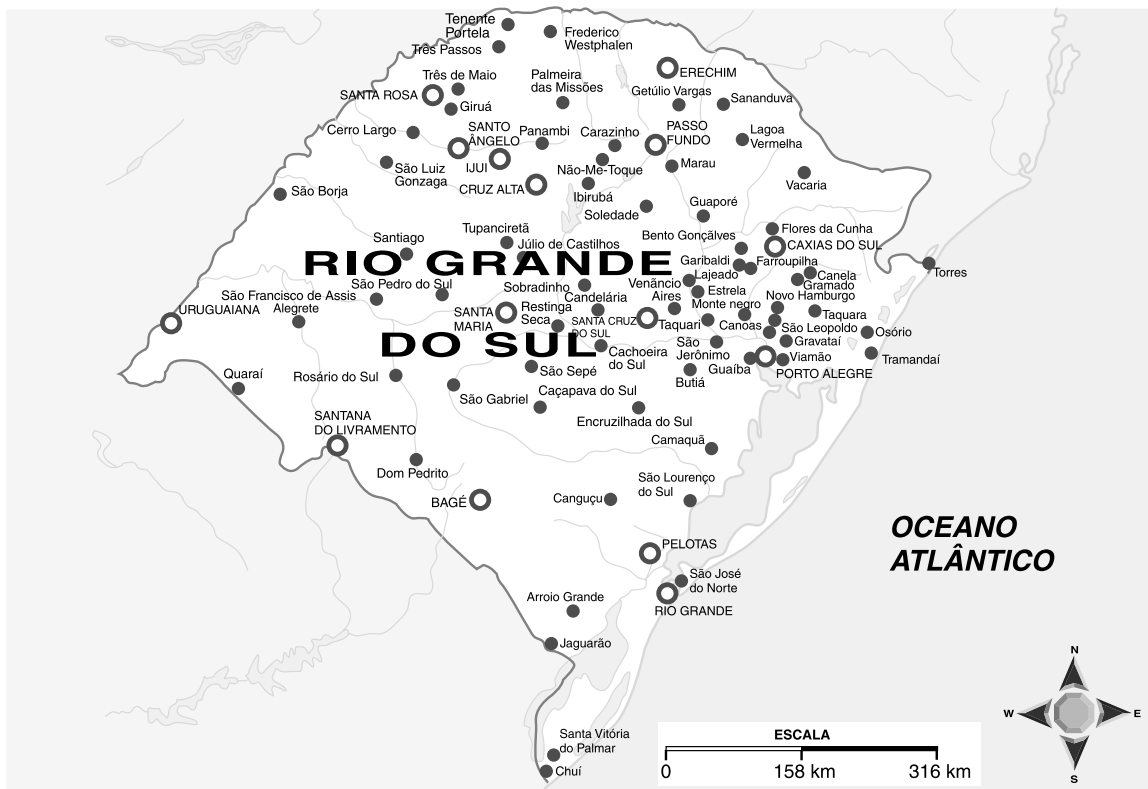 Tenente
Portela
Frederico
Westphalen
Três Passos
ERECHIM
Três de Maio
Palmeira
das Missões
Getúlio Vargas
SANTA ROSA
Sananduva
Giruá
Cerro Largo
SANTO
ÂNGELO
Panambi
Carazinho
PASSO
FUNDO
Lagoa
Vermelha
São Luiz
Gonzaga
IJUI
Não-Me-Toque
Marau
CRUZ ALTA
Vacaria
São Borja
Ibirubá
Soledade
Guaporé
Tupanciretã
Flores da Cunha
Santiago
Júlio de Castilhos
Bento Gonçãlves
CAXIAS DO SUL
RIO GRANDE
DO SUL
Garibaldi
Farroupilha
Torres
Lajeado
Canela
Gramado
São Pedro do Sul
Sobradinho
Venãncio
Aires
Estrela
São Francisco de Assis
Alegrete
Candelária
Monte negro
Novo Hamburgo
URUGUAIANA
SANTA
MARIA
Restinga
Seca
SANTA CRUZ
DO SUL
Taquari
Canoas
Taquara
São Leopoldo
Osório
Gravataí
São
Jerônimo
Cachoeira
do Sul
Guaíba
Viamão
Tramandaí
PORTO ALEGRE
Quaraí
Rosário do Sul
São Sepé
Butiá
São Gabriel
Caçapava do Sul
Encruzilhada do Sul
SANTANA
DO LIVRAMENTO
Camaquã
Dom Pedrito
São Lourenço
do Sul
BAGÉ
Canguçu
OCEANO
ATLÂNTICO
PELOTAS
São José
do Norte
Arroio Grande
RIO GRANDE
Jaguarão
N
W
E
S
Santa Vitória
do Palmar
Chuí
ESCALA
0 158 km 316 km